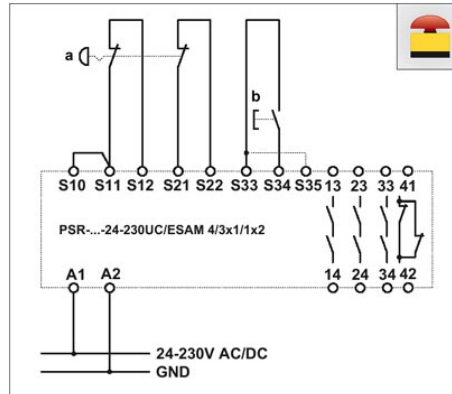 a
b
S10 S11 S12 S21 S22 S33 S34 S35 13 23 33 41
PSR-...-24-230UC/ESAM 4/3x1/1x2
A1 A2 14 24 34 42
24-230V AC/DC
GND